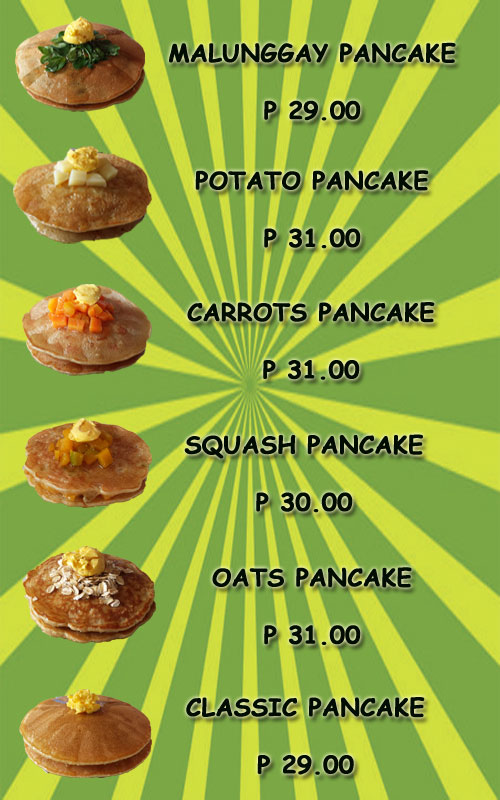 MALUNGGAY PANCAKE
P 29.00
POTATO PANCAKE
P 31.00
CARROTS PANCAKE
P 31.00
SQUASH PANCAKE
P 30.00
OATS PANCAKE
P 31.00
CLASSIC PANCAKE
P 29.00